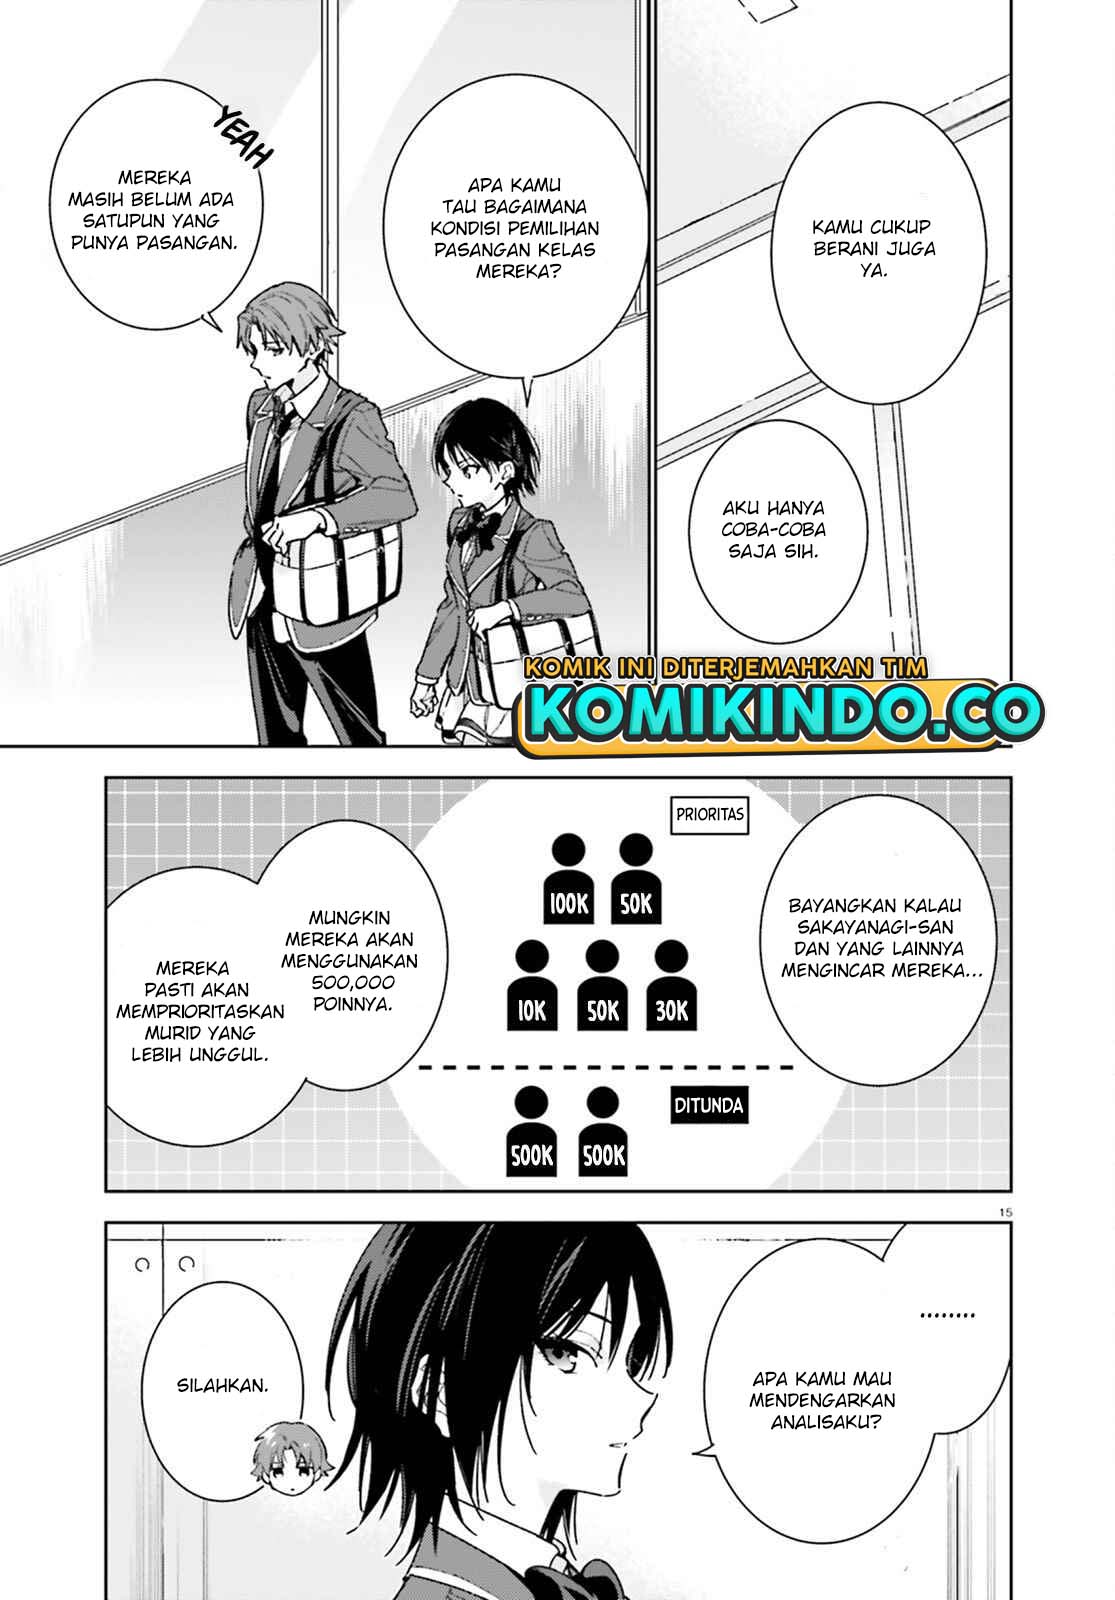 KAMU CUKUP
BERANI JUGA
YA.
AKU HANYA
COBA-COBA
SAJA SIH.
APA KAMU
TAU BAGAIMANA
KONDISI PEMILIHAN
PASANGAN KELAS
MEREKA?
YEAH
MEREKA
MASIH BELUM ADA
SATUPUN YANG
PUNYA PASANGAN.
KOMIK INI DITERJEMAHKAN TIM
KOMIKINDO.CO
BAYANGKAN KALAU
SAKAYANAGI-SAN
DAN YANG LAINNYA
MENGINCAR MEREKA...
PRIORITAS
100K 50K
10K 50K 30K
DITUNDA
500K 500K
MUNGKIN
MEREKA AKAN
MENGGUNAKAN
500,000
POINNYA.
MEREKA
PASTI AKAN
MEMPRIORITASKAN
MURID YANG
LEBIH UNGGUL.
15
.........
APA KAMU MAU
MENDENGARKAN
ANALISAKU?
SILAHKAN.